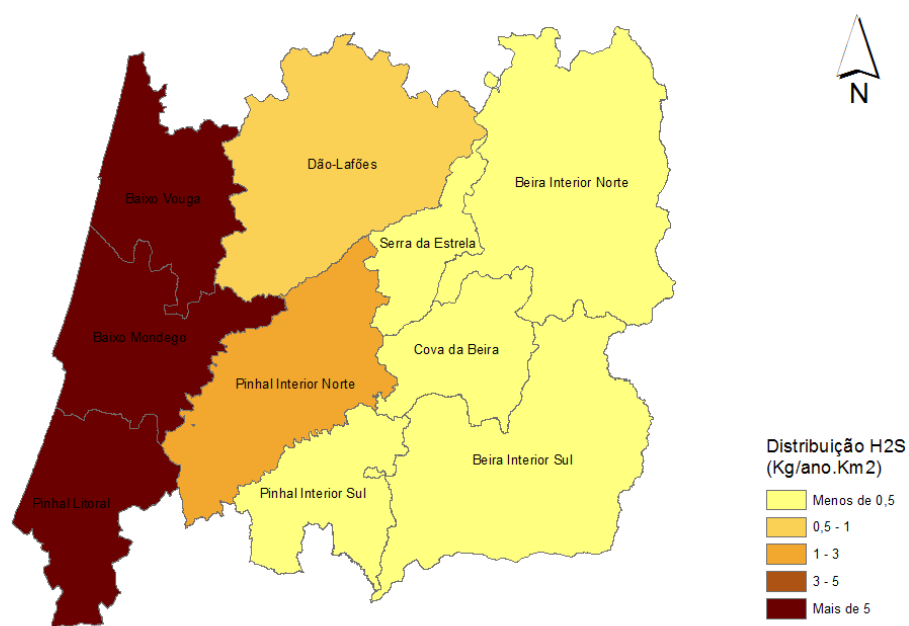 N
Dão-Lafões
Beira Interior Norte
Baixo Vouga
Serra da Estrela
Baixo Mondego
Cova da Beira
Pinhal Interior Norte
Beira Interior Sul
Pinhal Interior Sul
Pinhal Litoral
Distribuição H2S
(Kg/ano.Km2)
Menos de 0,5
0,5 - 1
1 - 3
3 - 5
Mais de 5